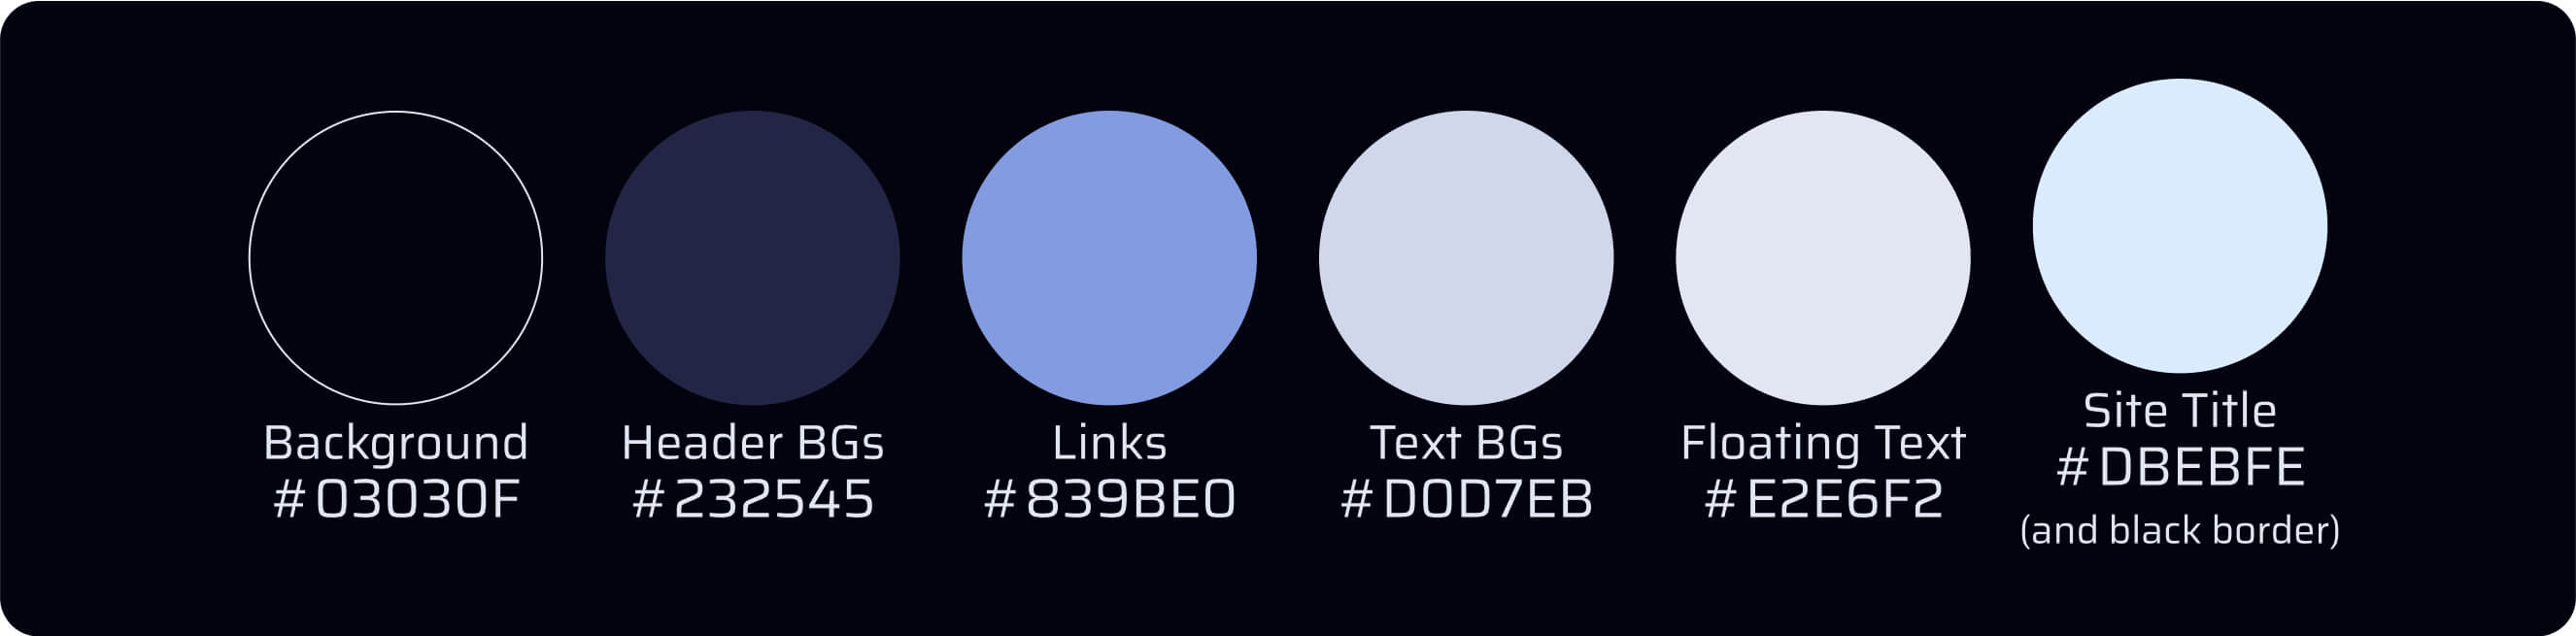 Background
#03030F
Header BGs
#232545
Links
#839BE0
Text BGs
#D0D7EB
Floating Text
#E2E6F2
Site Title
#DBEBFE
(and black border)